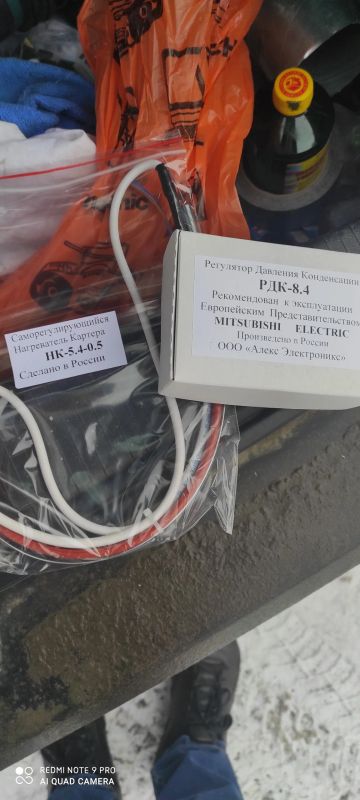 Регулятор Давления Конденсации
РДК-8.4
Рекомендован к эксплуатации
Европейским Представительством
MITSUBISHI ELECTRIC
Произведено в России
ООО «Алекс Электроникс»
Саморегулирующийся
Нагреватель Картера
НК-5.4-0.5
Сделано в России
REDMI NOTE 9 PRO
AI QUAD CAMERA